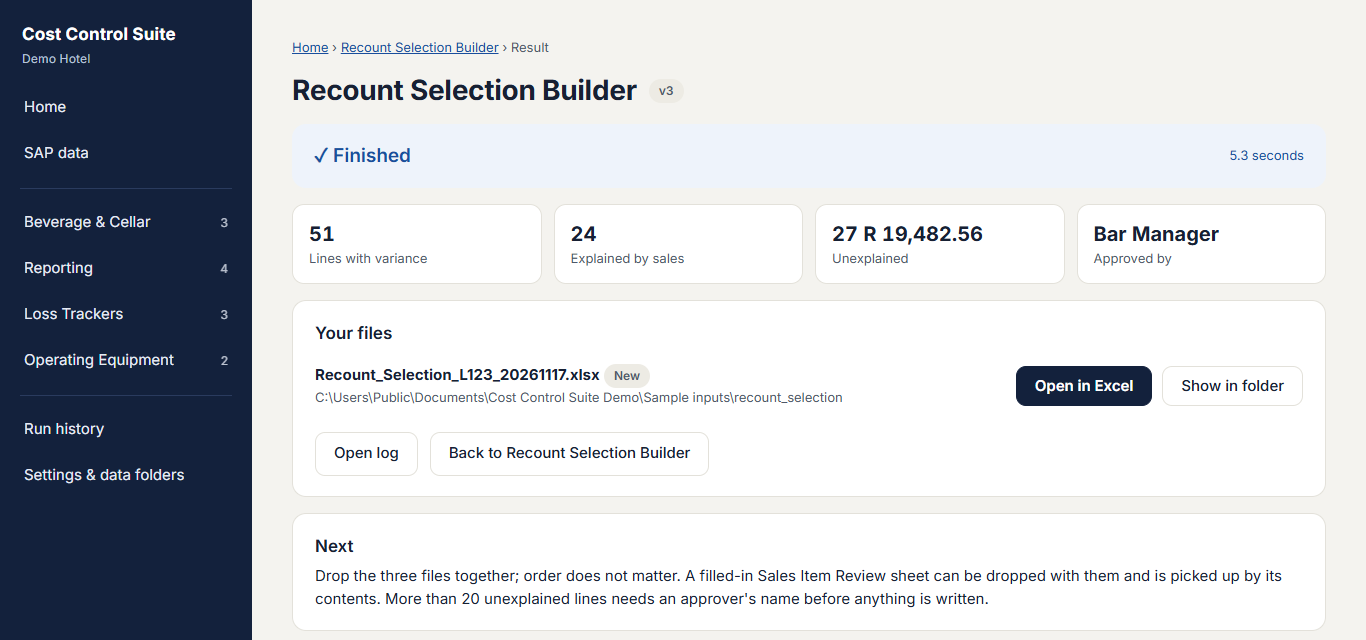 Cost Control Suite
Demo Hotel
Home
SAP data
Beverage & Cellar 3
Reporting 4
Loss Trackers 3
Operating Equipment 2
Run history
Settings & data folders
Home › Recount Selection Builder › Result
Recount Selection Builder v3
✓ Finished 5.3 seconds
51
Lines with variance
24
Explained by sales
27 R 19,482.56
Unexplained
Bar Manager
Approved by
Your files
Recount_Selection_L123_20261117.xlsx New
C:\Users\Public\Documents\Cost Control Suite Demo\Sample inputs\recount_selection
Open in Excel
Show in folder
Open log
Back to Recount Selection Builder
Next
Drop the three files together; order does not matter. A filled-in Sales Item Review sheet can be dropped with them and is picked up by its
contents. More than 20 unexplained lines needs an approver's name before anything is written.